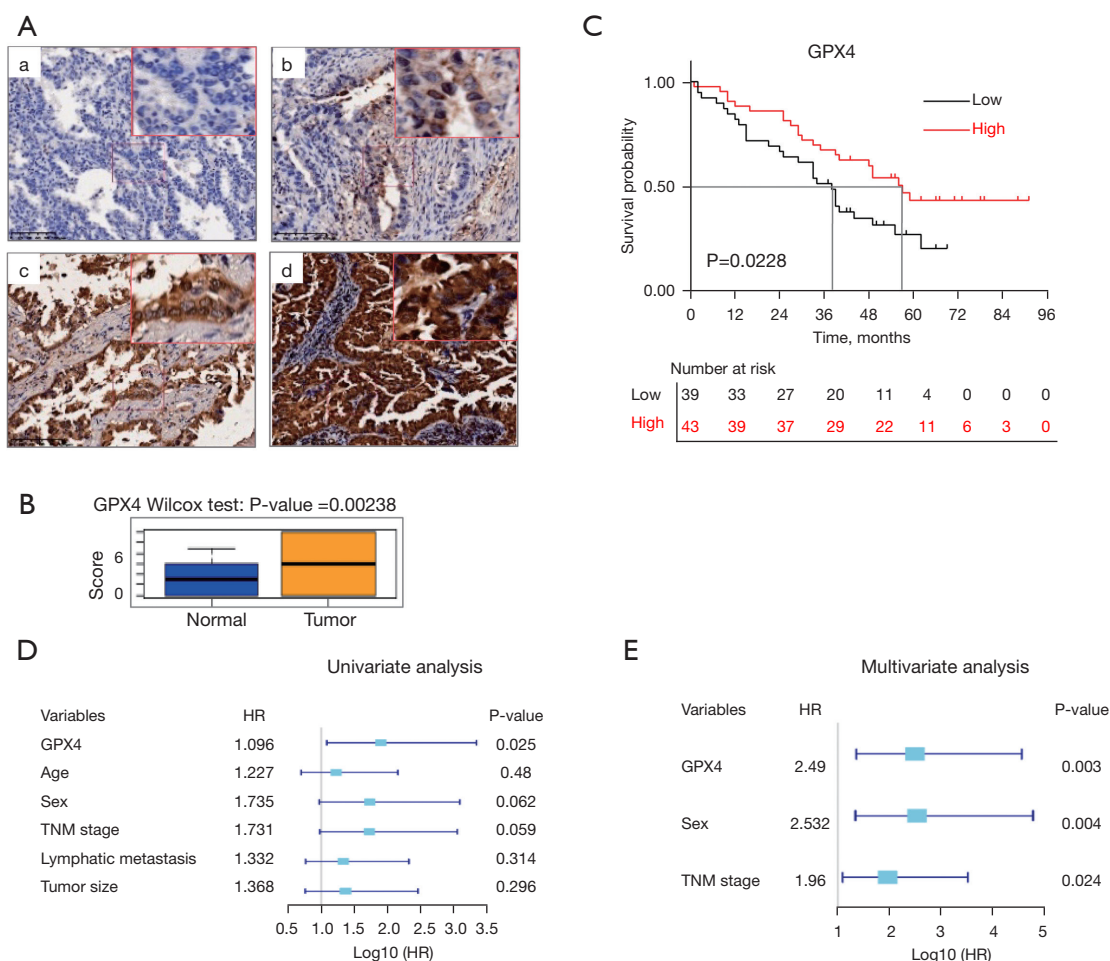 A
a
b
c
d
B
GPX4 Wilcox test: P-value =0.00238
Score
6
0
Normal Tumor
C
GPX4
Survival probability
1.00
0.50
0.00
Low
High
P=0.0228
0 12 24 36 48 60 72 84 96
Time, months
Number at risk
Low 39 33 27 20 11 4 0 0 0
High 43 39 37 29 22 11 6 3 0
D
Univariate analysis
Variables HR P-value
GPX4 1.096 0.025
Age 1.227 0.48
Sex 1.735 0.062
TNM stage 1.731 0.059
Lymphatic metastasis 1.332 0.314
Tumor size 1.368 0.296
0.5 1.0 1.5 2.0 2.5 3.0 3.5
Log10 (HR)
E
Multivariate analysis
Variables HR P-value
GPX4 2.49 0.003
Sex 2.532 0.004
TNM stage 1.96 0.024
1 2 3 4 5
Log10 (HR)